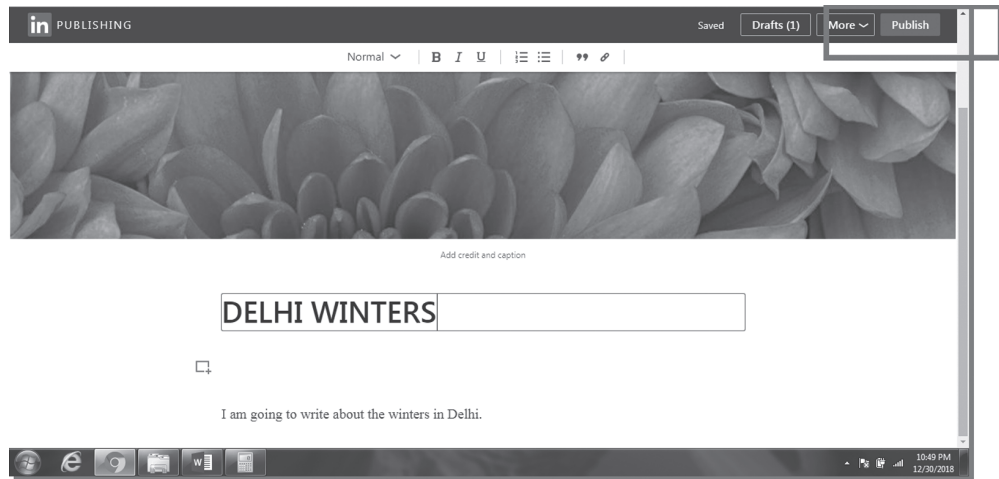 in PUBLISHING Saved Drafts (1) More Publish
Normal B I U
Add credit and caption
DELHI WINTERS
I am going to write about the winters in Delhi.
10:49 PM
12/30/2018